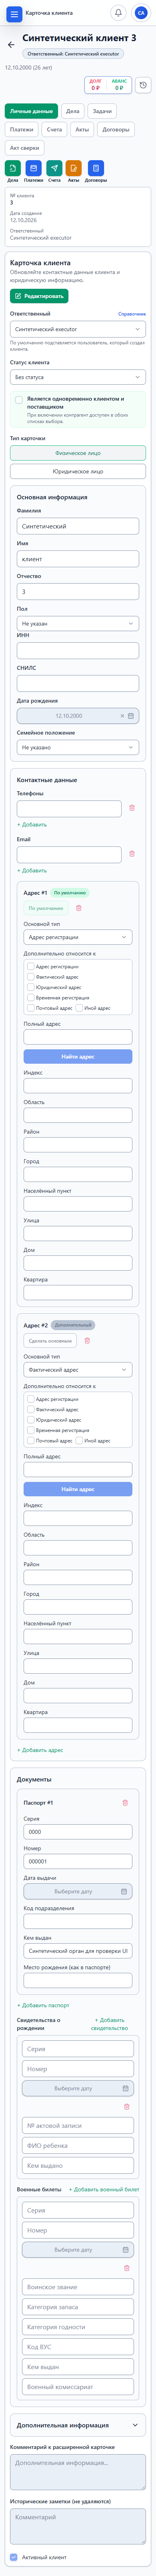 Карточка клиента
СА
Синтетический клиент 3
Ответственный: Синтетический executor
12.10.2000 (26 лет)
ДОЛГ
0 ₽
АВАНС
0 ₽
Личные данные
Дела
Задачи
Платежи
Счета
Акты
Договоры
Акт сверки
Дела
Платежи
Счета
Акты
Договоры
№ клиента
3
Дата создания
12.10.2026
Ответственный
Синтетический executor
Карточка клиента
Обновляйте контактные данные клиента и
юридическую информацию.
Редактировать
Ответственный
Справочник
Синтетический executor
По умолчанию подставляется пользователь, который создал
клиента.
Статус клиента
Без статуса
Является одновременно клиентом и
поставщиком
При включении контрагент доступен в обоих
списках выбора.
Тип карточки
Физическое лицо
Юридическое лицо
Основная информация
Фамилия
Синтетический
Имя
клиент
Отчество
3
Пол
Не указан
ИНН
СНИЛС
Дата рождения
12.10.2000
Семейное положение
Не указано
Контактные данные
Телефоны
+ Добавить
Email
+ Добавить
Адрес #1
По умолчанию
По умолчанию
Основной тип
Адрес регистрации
Дополнительно относится к
Адрес регистрации
Фактический адрес
Юридический адрес
Временная регистрация
Почтовый адрес
Иной адрес
Полный адрес
Найти адрес
Индекс
Область
Район
Город
Населённый пункт
Улица
Дом
Квартира
Адрес #2
Дополнительный
Сделать основным
Основной тип
Фактический адрес
Дополнительно относится к
Адрес регистрации
Фактический адрес
Юридический адрес
Временная регистрация
Почтовый адрес
Иной адрес
Полный адрес
Найти адрес
Индекс
Область
Район
Город
Населённый пункт
Улица
Дом
Квартира
+ Добавить адрес
Документы
Паспорт #1
Серия
0000
Номер
000001
Дата выдачи
Выберите дату
Код подразделения
Кем выдан
Синтетический орган для проверки UI
Место рождения (как в паспорте)
+ Добавить паспорт
Свидетельства о
рождении
+ Добавить
свидетельство
Серия
Номер
Выберите дату
№ актовой записи
ФИО ребенка
Кем выдано
Военные билеты
+ Добавить военный билет
Серия
Номер
Выберите дату
Воинское звание
Категория запаса
Категория годности
Код ВУС
Кем выдан
Военный комиссариат
Дополнительная информация
Комментарий к расширенной карточке
Дополнительная информация...
Исторические заметки (не удаляются)
Комментарий
Активный клиент